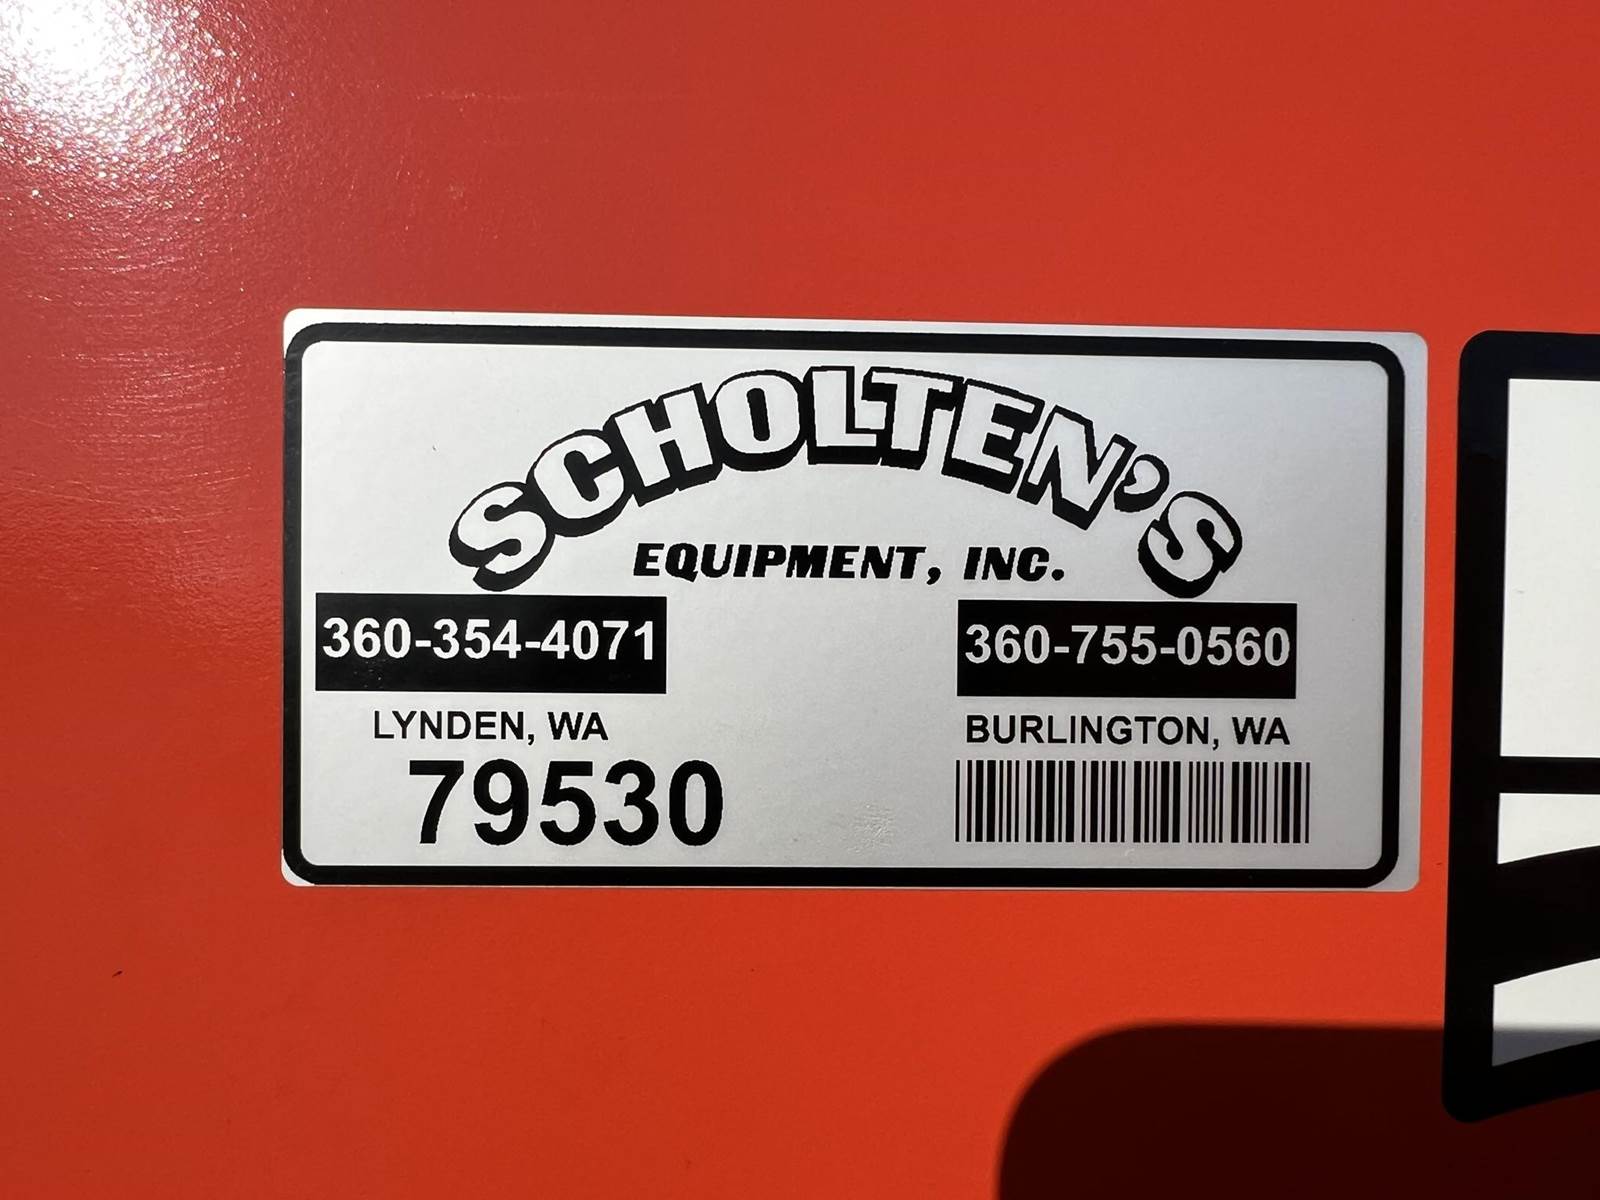 SCHOLTEN'S
EQUIPMENT, INC.
360-354-4071 360-755-0560
LYNDEN, WA BURLINGTON, WA
79530